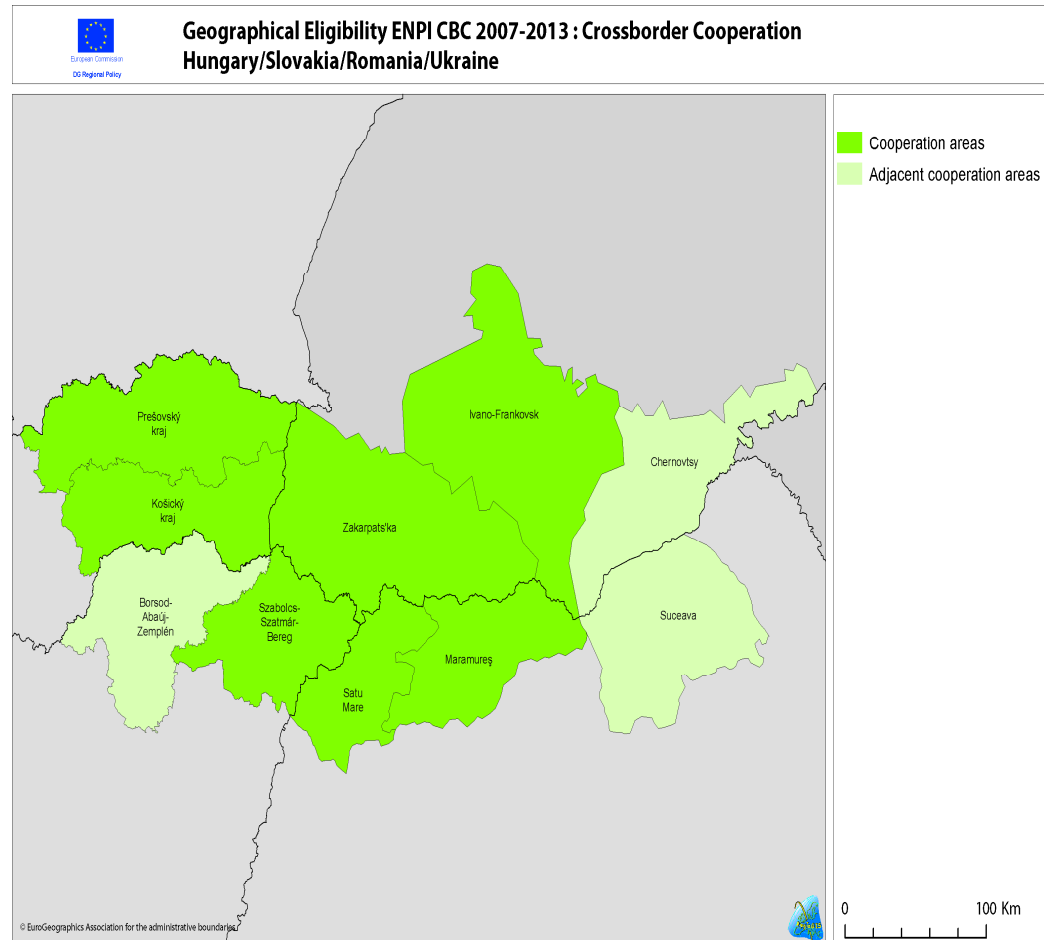 European Commission
DG Regional Policy
Geographical Eligibility ENPI CBC 2007-2013 : Crossborder Cooperation
Hungary/Slovakia/Romania/Ukraine
Cooperation areas
Adjacent cooperation areas
Prešovský
kraj
Ivano-Frankovsk
Chernovtsy
Košický
kraj
Zakarpats'ka
Borsod-
Abaúj-
Zemplén
Szabolcs-
Szatmár-
Bereg
Suceava
Maramureş
Satu
Mare
© EuroGeographics Association for the administrative boundaries
0 100 Km